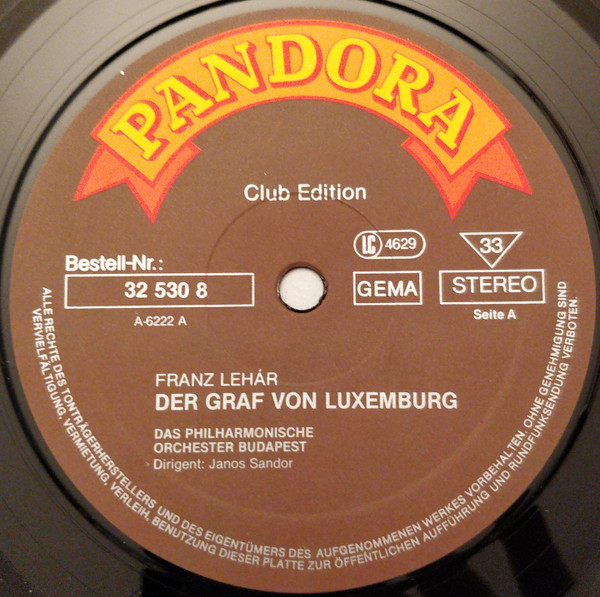 PANDORA
Club Edition
LC 4629
33
Bestell-Nr.:
32 530 8
GEMA
STEREO
A-6222 A
Seite A
FRANZ LEHÁR
DER GRAF VON LUXEMBURG
DAS PHILHARMONISCHE
ORCHESTER BUDAPEST
Dirigent: Janos Sandor
ALLE RECHTE DES TONTRÄGERHERSTELLERS UND DES EIGENTÜMERS DES AUFGENOMMENEN WERKES VORBEHALTEN. OHNE GENEHMIGUNG SIND
VERVIELFÄLTIGUNG, VERMIETUNG, VERLEIH, BENUTZUNG DIESER PLATTE ZUR ÖFFENTLICHEN AUFFÜHRUNG UND RUNDFUNKSENDUNG VERBOTEN.